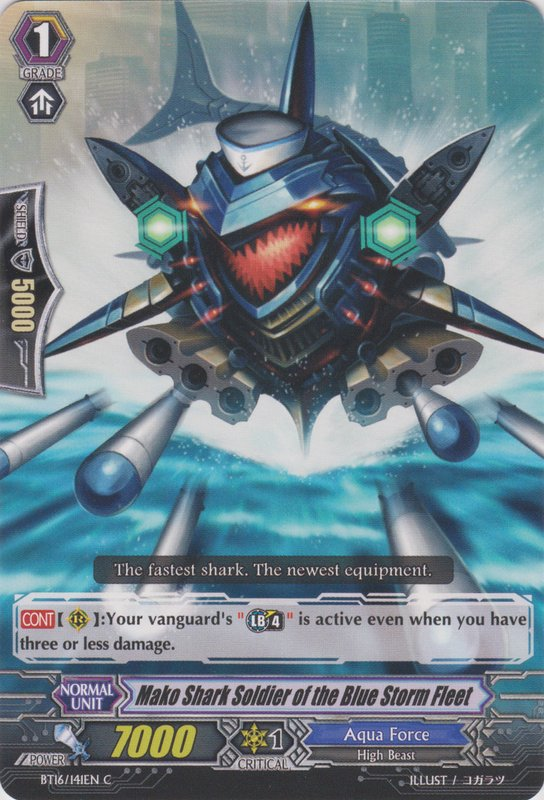 1
GRADE
SHIELD
5000
The fastest shark. The newest equipment.
CONT【R】:Your vanguard's "LB4" is active even when you have
three or less damage.
NORMAL
UNIT
Mako Shark Soldier of the Blue Storm Fleet
POWER
7000
1
CRITICAL
Aqua Force
High Beast
BT16/141EN C
ILLUST / コガラツ